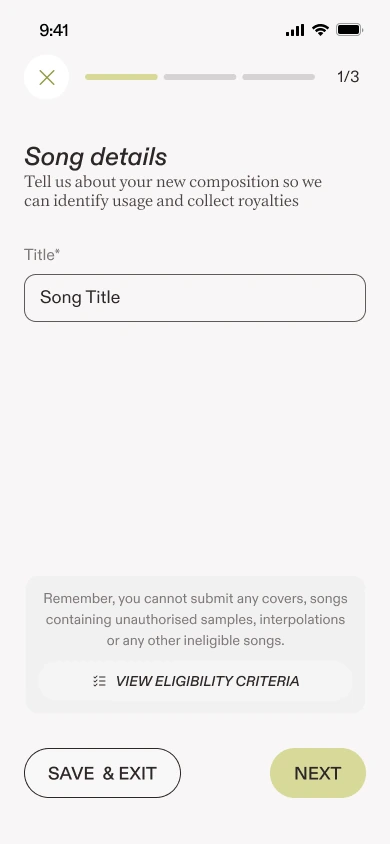 9:41
1/3
Song details
Tell us about your new composition so we
can identify usage and collect royalties
Title*
Song Title
Remember, you cannot submit any covers, songs
containing unauthorised samples, interpolations
or any other ineligible songs.
VIEW ELIGIBILITY CRITERIA
SAVE & EXIT
NEXT